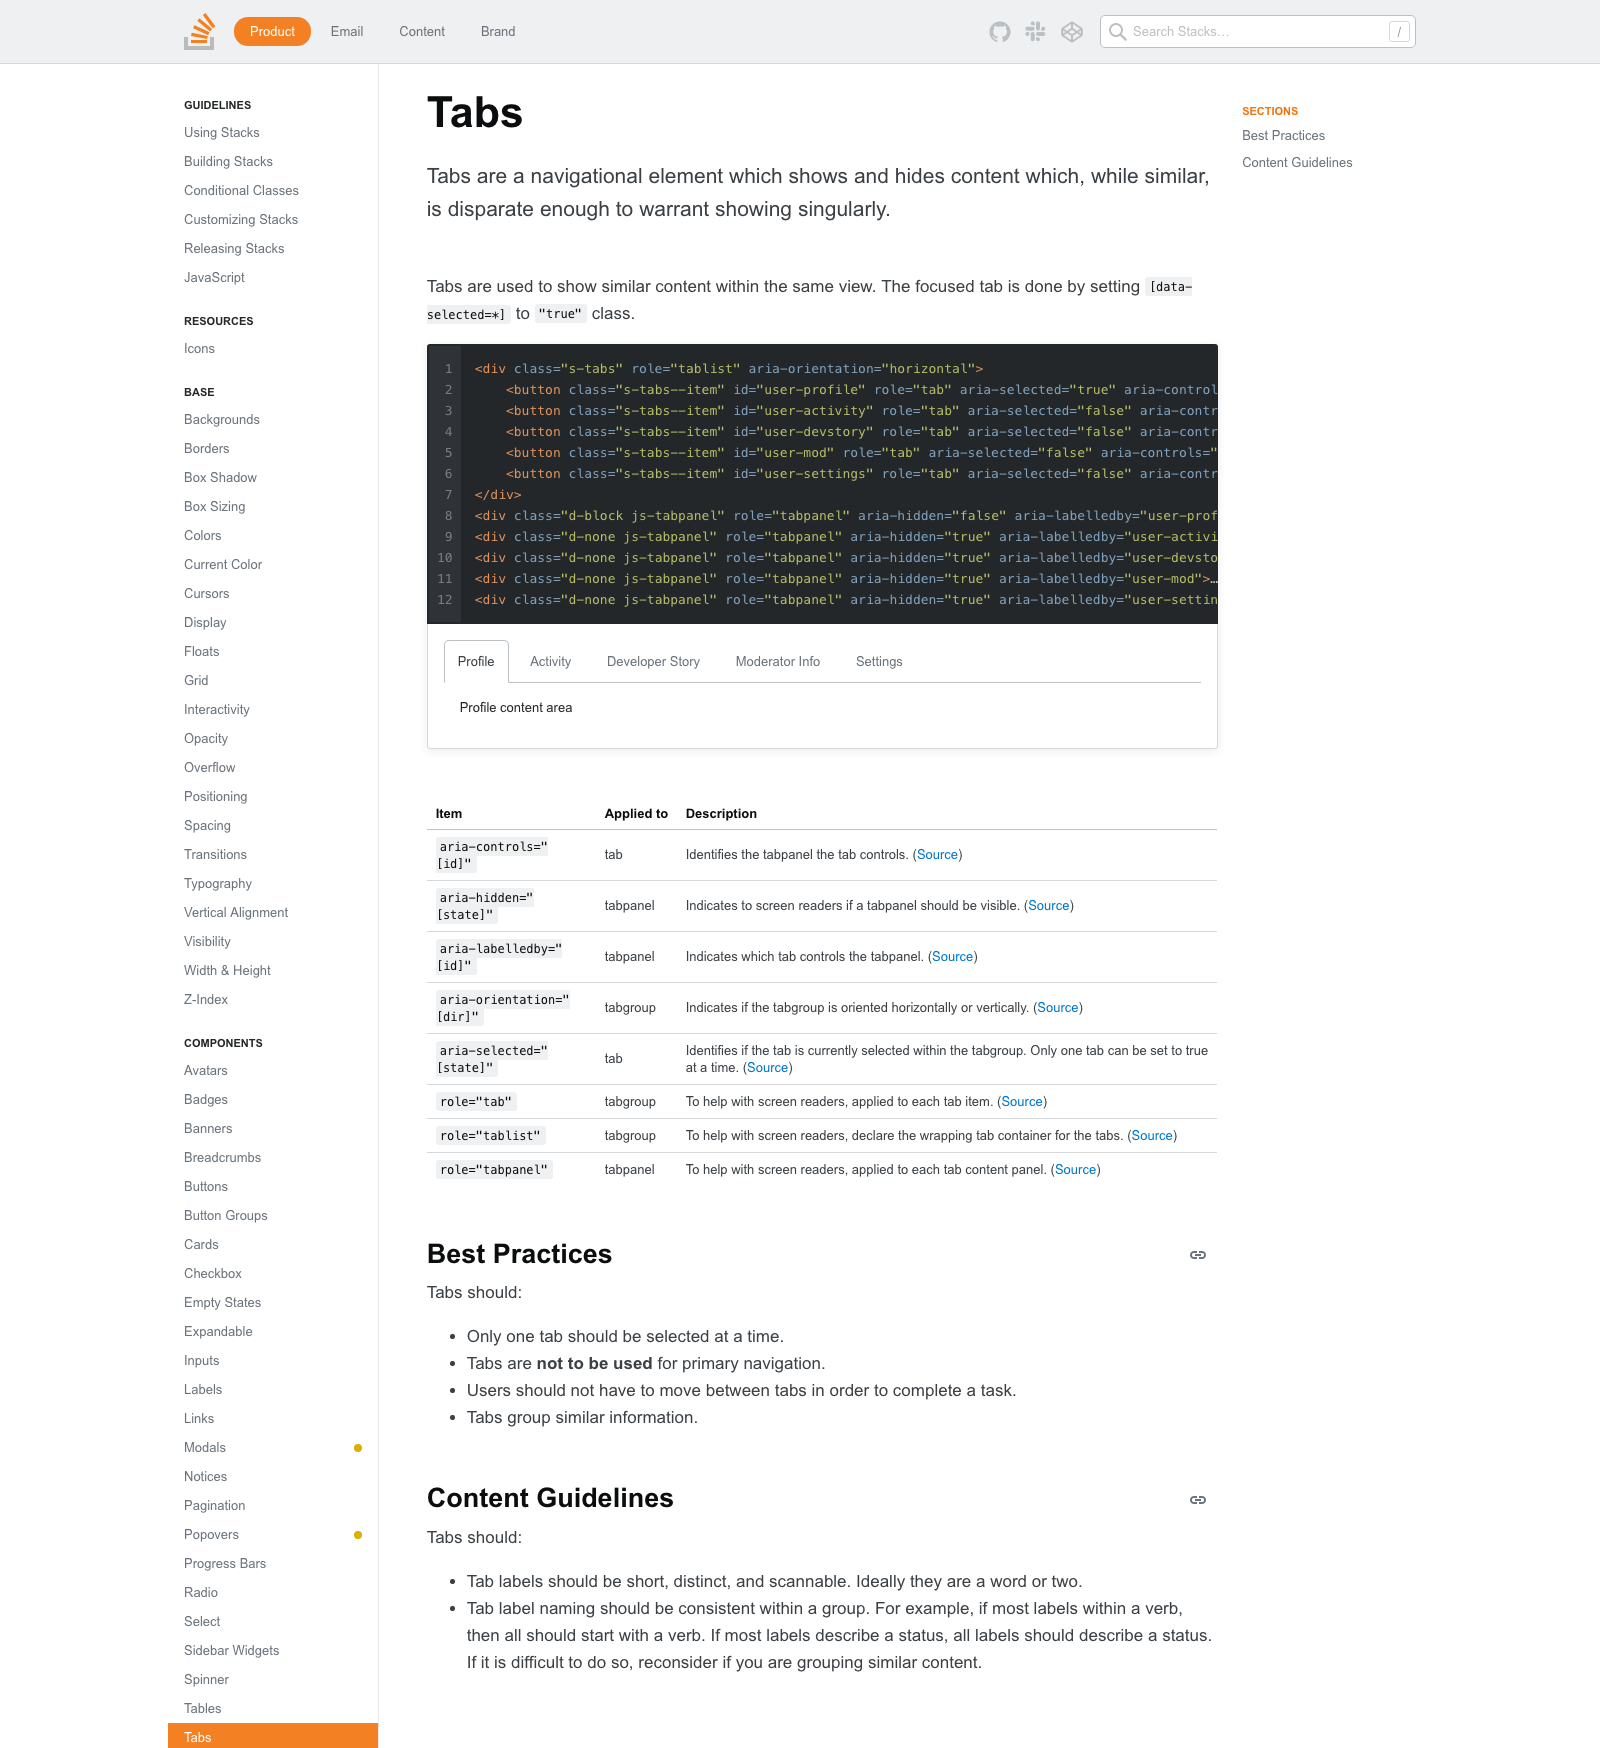 Product
Email
Content
Brand
Search Stacks...
/
GUIDELINES
Using Stacks
Building Stacks
Conditional Classes
Customizing Stacks
Releasing Stacks
JavaScript
RESOURCES
Icons
BASE
Backgrounds
Borders
Box Shadow
Box Sizing
Colors
Current Color
Cursors
Display
Floats
Grid
Interactivity
Opacity
Overflow
Positioning
Spacing
Transitions
Typography
Vertical Alignment
Visibility
Width & Height
Z-Index
COMPONENTS
Avatars
Badges
Banners
Breadcrumbs
Buttons
Button Groups
Cards
Checkbox
Empty States
Expandable
Inputs
Labels
Links
Modals
Notices
Pagination
Popovers
Progress Bars
Radio
Select
Sidebar Widgets
Spinner
Tables
Tabs
Tabs
Tabs are a navigational element which shows and hides content which, while similar,
is disparate enough to warrant showing singularly.
Tabs are used to show similar content within the same view. The focused tab is done by setting [data-
selected=*] to "true" class.
1 <div class="s-tabs" role="tablist" aria-orientation="horizontal">
2 <button class="s-tabs--item" id="user-profile" role="tab" aria-selected="true" aria-control
3 <button class="s-tabs--item" id="user-activity" role="tab" aria-selected="false" aria-contr
4 <button class="s-tabs--item" id="user-devstory" role="tab" aria-selected="false" aria-contr
5 <button class="s-tabs--item" id="user-mod" role="tab" aria-selected="false" aria-controls="
6 <button class="s-tabs--item" id="user-settings" role="tab" aria-selected="false" aria-contr
7 </div>
8 <div class="d-block js-tabpanel" role="tabpanel" aria-hidden="false" aria-labelledby="user-prof
9 <div class="d-none js-tabpanel" role="tabpanel" aria-hidden="true" aria-labelledby="user-activi
10 <div class="d-none js-tabpanel" role="tabpanel" aria-hidden="true" aria-labelledby="user-devsto
11 <div class="d-none js-tabpanel" role="tabpanel" aria-hidden="true" aria-labelledby="user-mod">…
12 <div class="d-none js-tabpanel" role="tabpanel" aria-hidden="true" aria-labelledby="user-settin
Profile
Activity
Developer Story
Moderator Info
Settings
Profile content area
Item
Applied to
Description
aria-controls="
[id]"
tab
Identifies the tabpanel the tab controls. (Source)
aria-hidden="
[state]"
tabpanel
Indicates to screen readers if a tabpanel should be visible. (Source)
aria-labelledby="
[id]"
tabpanel
Indicates which tab controls the tabpanel. (Source)
aria-orientation="
[dir]"
tabgroup
Indicates if the tabgroup is oriented horizontally or vertically. (Source)
aria-selected="
[state]"
tab
Identifies if the tab is currently selected within the tabgroup. Only one tab can be set to true
at a time. (Source)
role="tab"
tabgroup
To help with screen readers, applied to each tab item. (Source)
role="tablist"
tabgroup
To help with screen readers, declare the wrapping tab container for the tabs. (Source)
role="tabpanel"
tabpanel
To help with screen readers, applied to each tab content panel. (Source)
Best Practices
Tabs should:
• Only one tab should be selected at a time.
• Tabs are not to be used for primary navigation.
• Users should not have to move between tabs in order to complete a task.
• Tabs group similar information.
Content Guidelines
Tabs should:
• Tab labels should be short, distinct, and scannable. Ideally they are a word or two.
• Tab label naming should be consistent within a group. For example, if most labels within a verb,
then all should start with a verb. If most labels describe a status, all labels should describe a status.
If it is difficult to do so, reconsider if you are grouping similar content.
SECTIONS
Best Practices
Content Guidelines